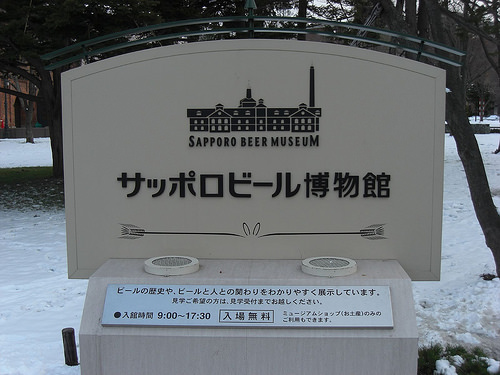 SAPPORO BEER MUSEUM
サッポロビール博物館
ビールの歴史や、ビールと人との関わりをわかりやすく展示しています。
見学ご希望の方は、見学受付までお越しください。
●入館時間 9:00〜17:30 入場無料 ミュージアムショップ(お土産)のみの
ご利用もできます。